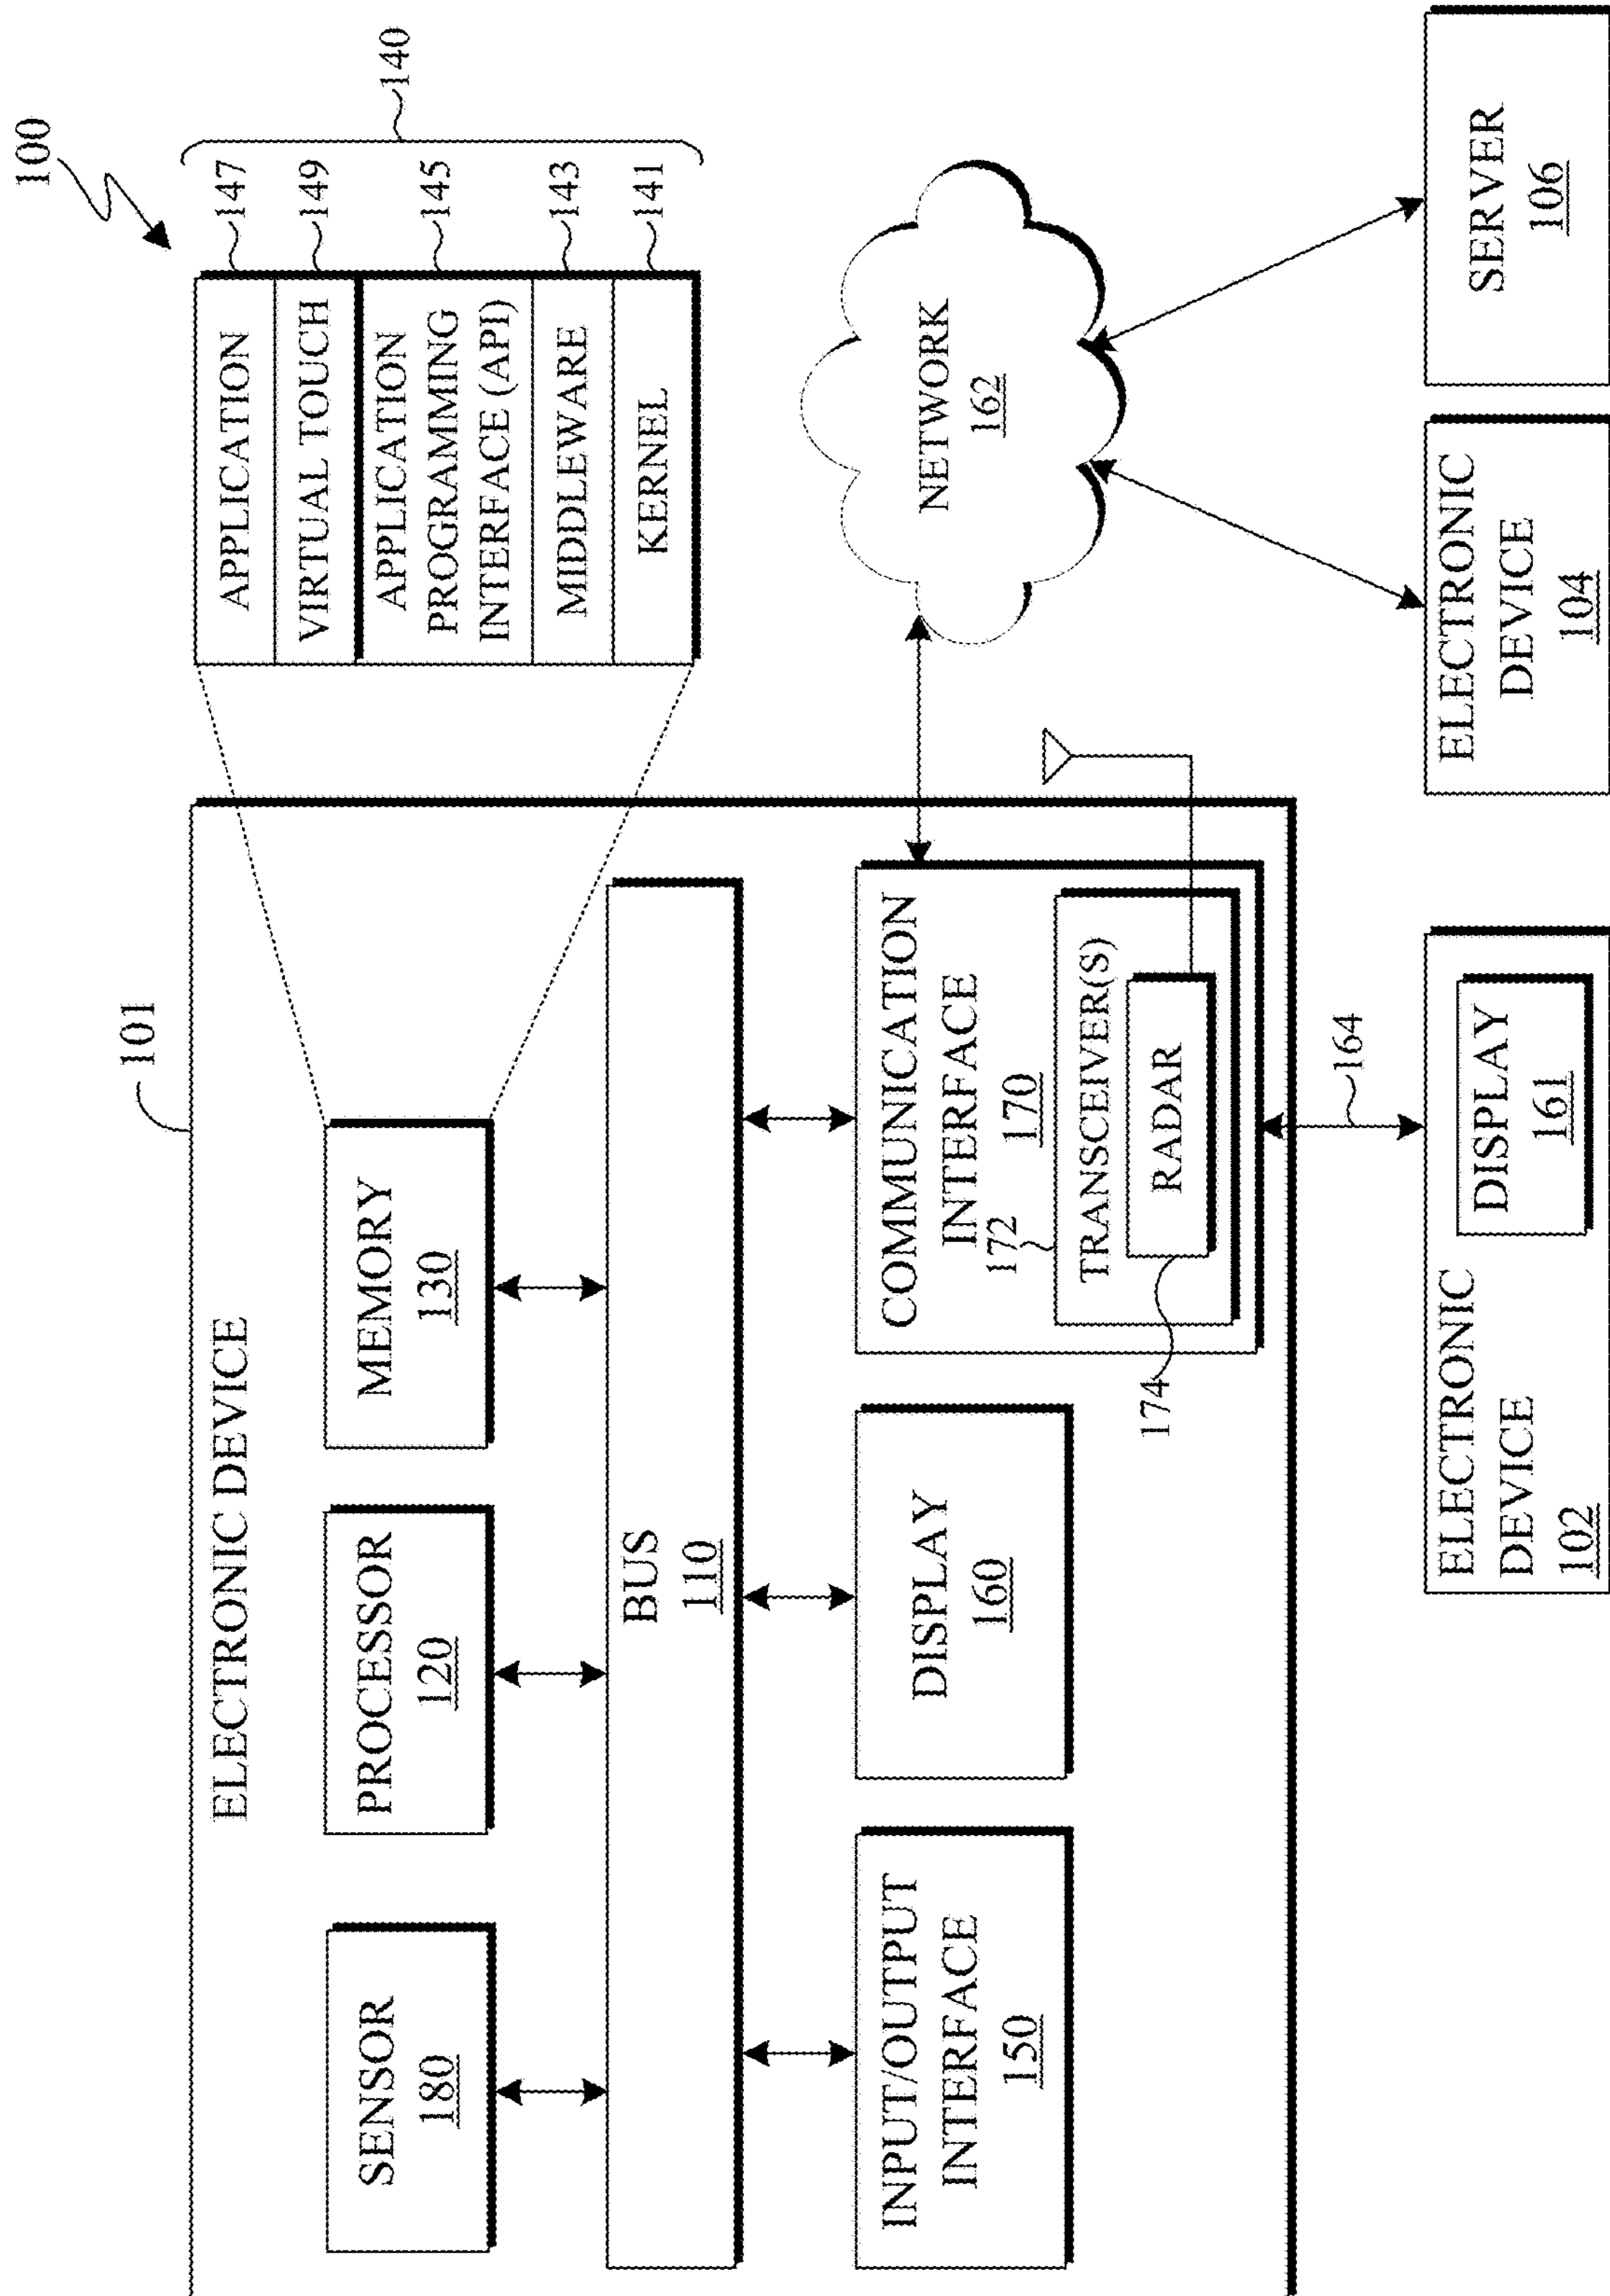 100
101
ELECTRONIC DEVICE
SENSOR
180
PROCESSOR
120
MEMORY
130
APPLICATION
147
VIRTUAL TOUCH
149
APPLICATION
PROGRAMMING
INTERFACE (API)
145
MIDDLEWARE
143
KERNEL
141
140
BUS
110
INPUT/OUTPUT
INTERFACE
150
DISPLAY
160
COMMUNICATION
INTERFACE
170
172
TRANSCEIVER(S)
RADAR
174
NETWORK
162
164
ELECTRONIC
DEVICE
102
DISPLAY
161
ELECTRONIC
DEVICE
104
SERVER
106